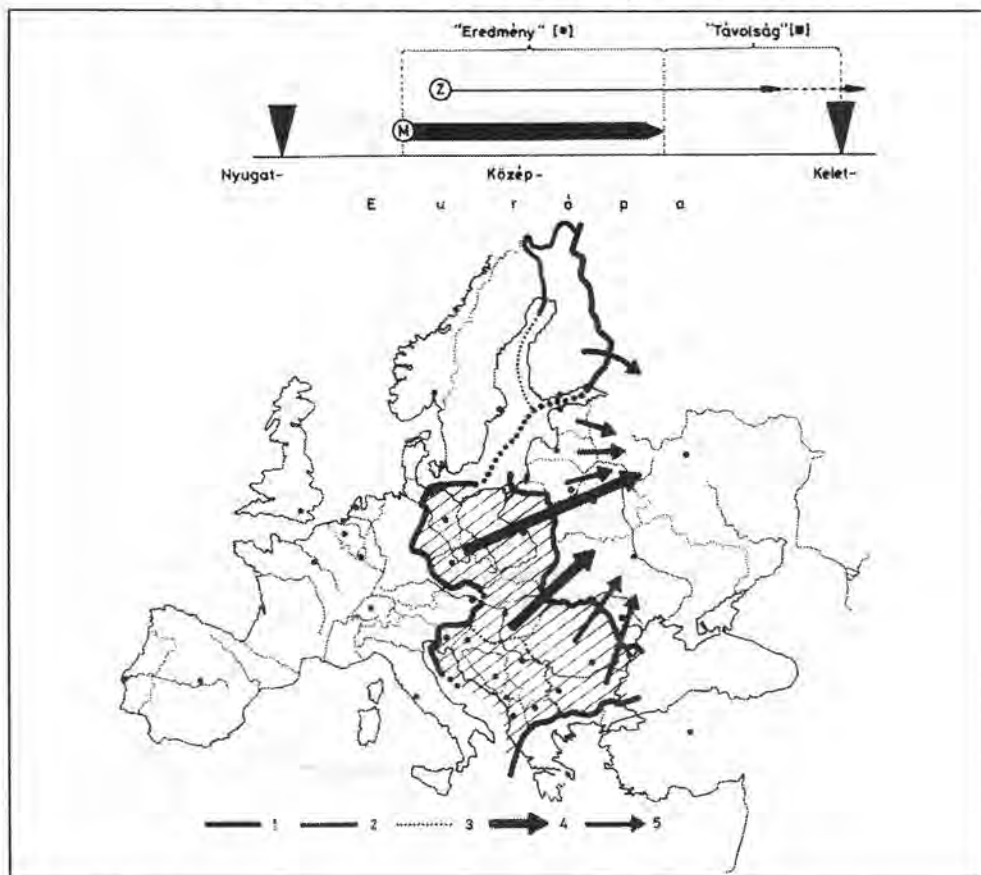 "Eredmény" [•] "Távolság" [■]
Z
M
Nyugat- Közép- Kelet-
E u r ó p a
1 2 3 4 5